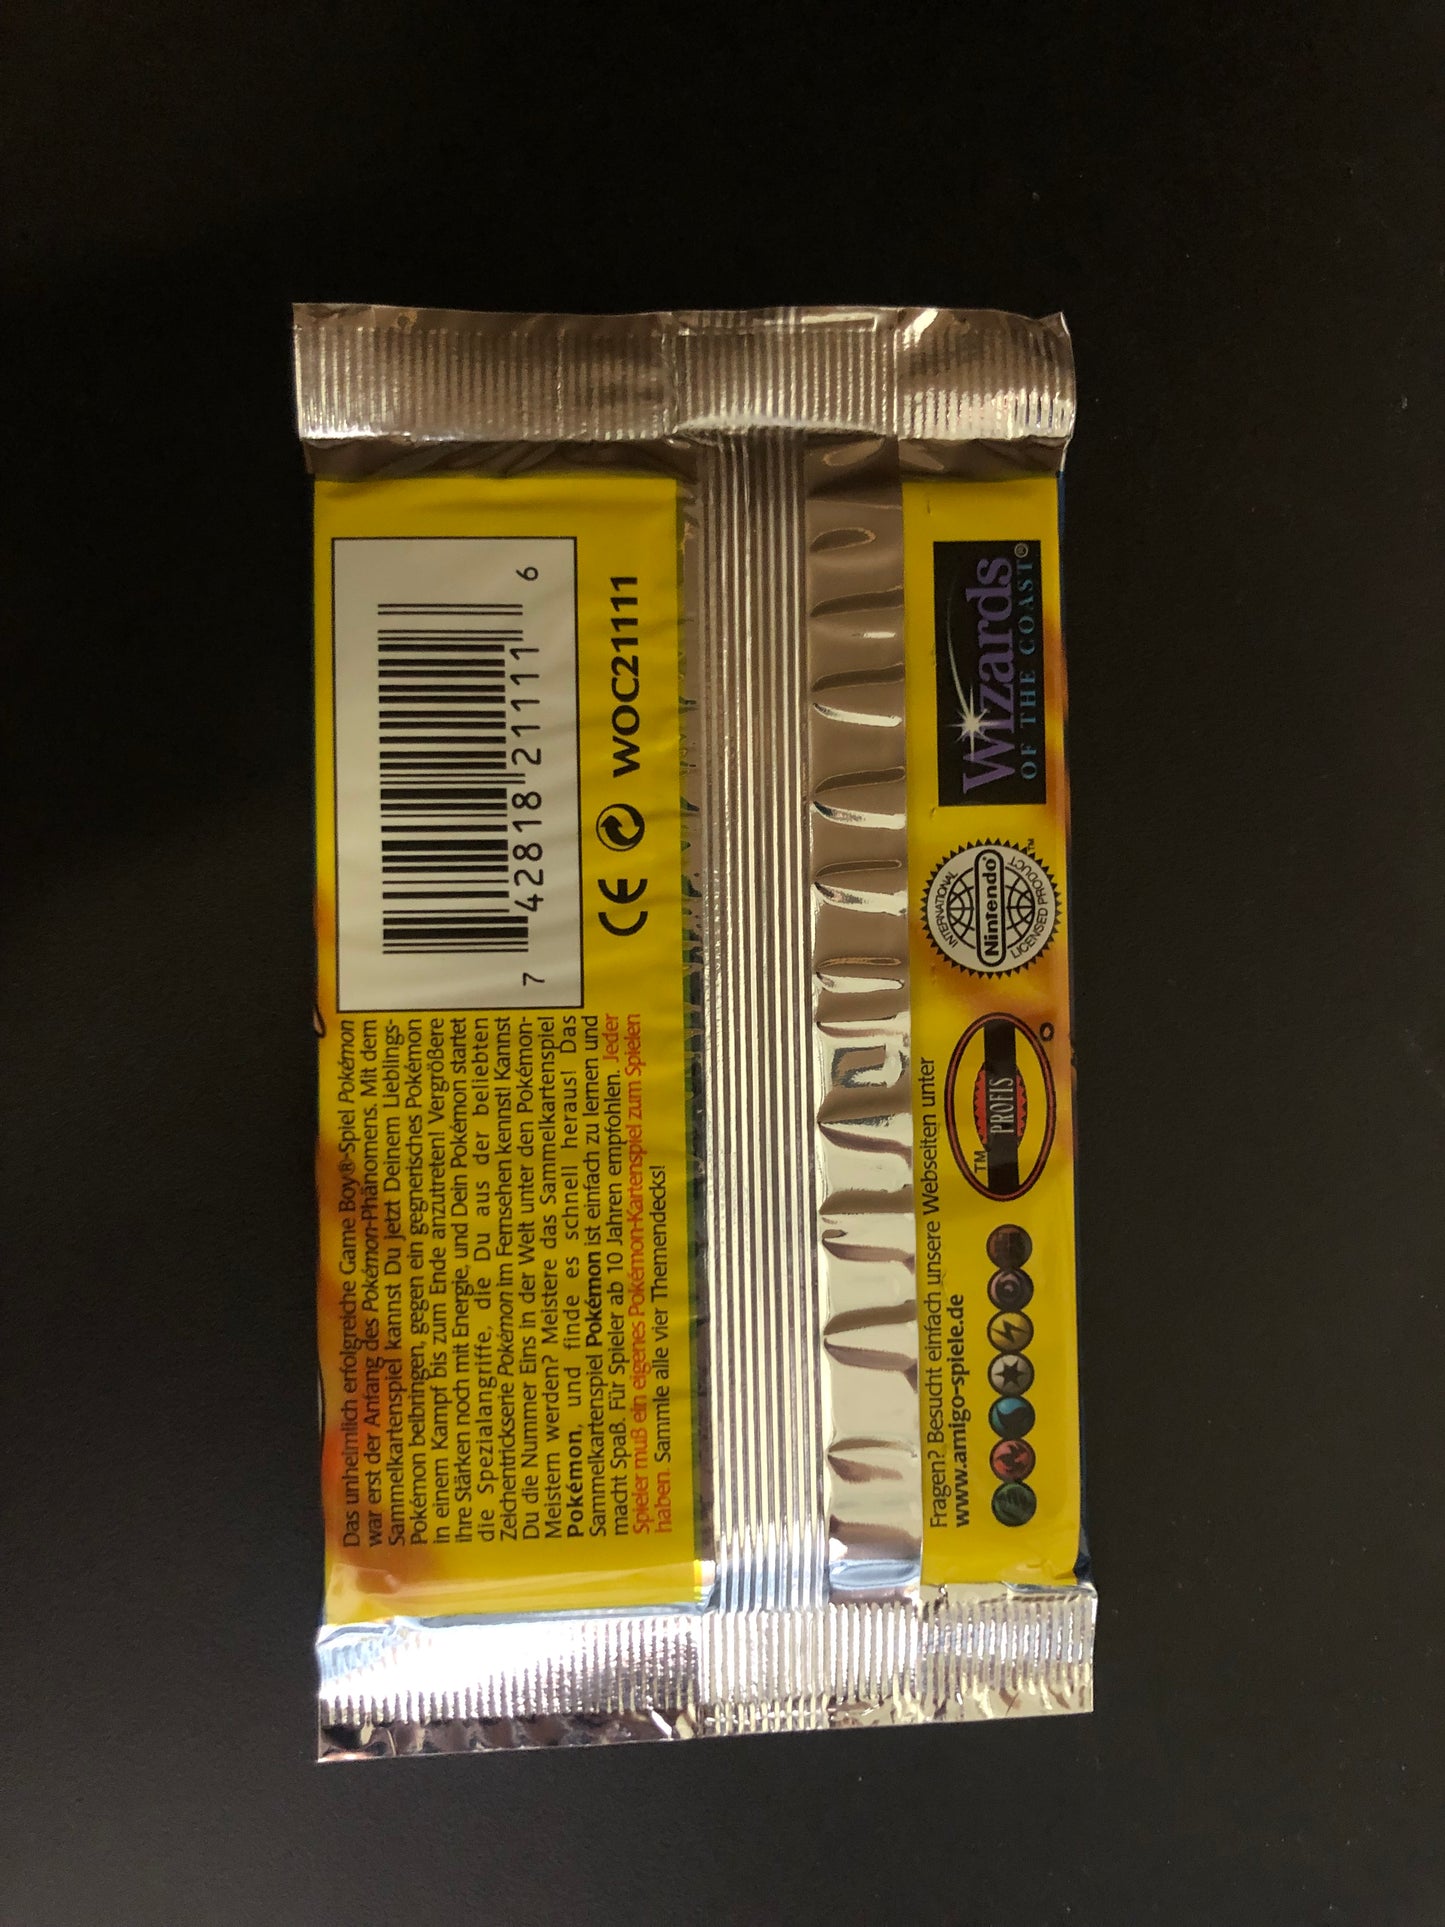 Das unheimlich erfolgreiche Game Boy®-Spiel Pokémon
war erst der Anfang des Pokémon-Phänomens. Mit dem
Sammelkartenspiel kannst Du jetzt Deinem Lieblings-
Pokémon beibringen, gegen ein gegnerisches Pokémon
in einem Kampf bis zum Ende anzutreten! Vergrößere
ihre Stärken noch mit Energie, und Dein Pokémon startet
die Spezialangriffe, die Du aus der beliebten
Zeichentrickserie Pokémon im Fernsehen kennst! Kannst
Du die Nummer Eins in der Welt unter den Pokémon-
Meistern werden? Meistere das Sammelkartenspiel
Pokémon, und finde es schnell heraus! Das
Sammelkartenspiel Pokémon ist einfach zu lernen und
macht Spaß. Für Spieler ab 10 Jahren empfohlen. Jeder
Spieler muß ein eigenes Pokémon-Kartenspiel zum Spielen
haben. Sammle alle vier Themendecks!
7 42818 21111 6
CE WOC21111
Fragen? Besucht einfach unsere Webseiten unter
www.amigo-spiele.de
TM
PROFIS
INTERNATIONAL
Nintendo®
LICENSED PRODUCT
TM
Wizards
OF THE COAST®